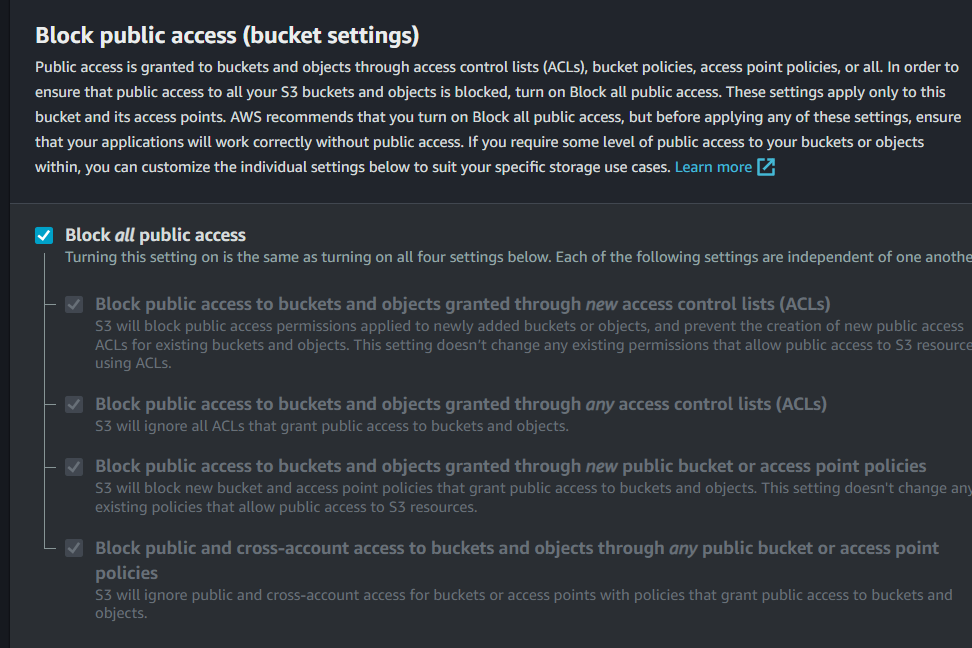 Block public access (bucket settings)
Public access is granted to buckets and objects through access control lists (ACLs), bucket policies, access point policies, or all. In order to
ensure that public access to all your S3 buckets and objects is blocked, turn on Block all public access. These settings apply only to this
bucket and its access points. AWS recommends that you turn on Block all public access, but before applying any of these settings, ensure
that your applications will work correctly without public access. If you require some level of public access to your buckets or objects
within, you can customize the individual settings below to suit your specific storage use cases. Learn more
Block all public access
Turning this setting on is the same as turning on all four settings below. Each of the following settings are independent of one anothe
Block public access to buckets and objects granted through new access control lists (ACLs)
S3 will block public access permissions applied to newly added buckets or objects, and prevent the creation of new public access
ACLs for existing buckets and objects. This setting doesn't change any existing permissions that allow public access to S3 resource
using ACLs.
Block public access to buckets and objects granted through any access control lists (ACLs)
S3 will ignore all ACLs that grant public access to buckets and objects.
Block public access to buckets and objects granted through new public bucket or access point policies
S3 will block new bucket and access point policies that grant public access to buckets and objects. This setting doesn't change any
existing policies that allow public access to S3 resources.
Block public and cross-account access to buckets and objects through any public bucket or access point
policies
S3 will ignore public and cross-account access for buckets or access points with policies that grant public access to buckets and
objects.